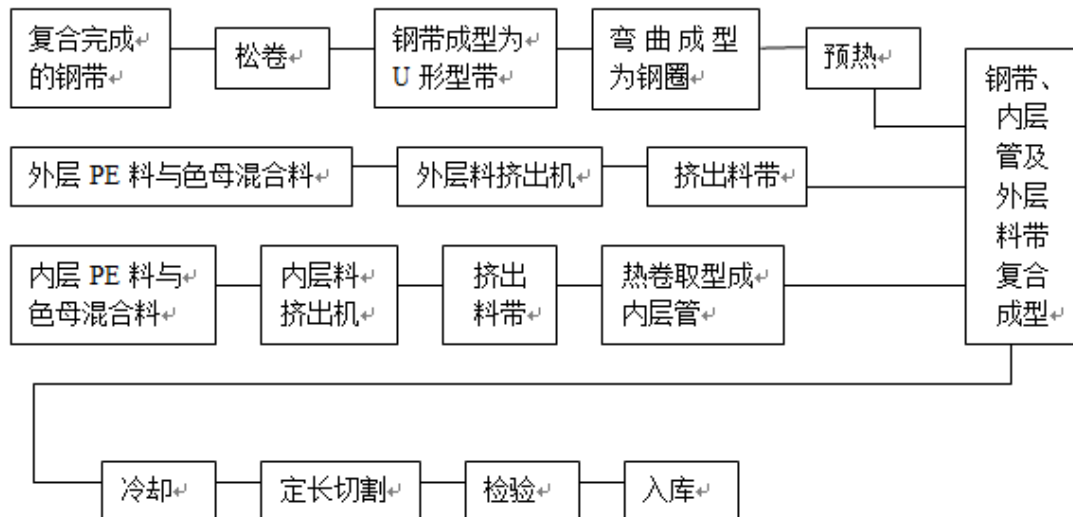 复合完成↵
的钢带↵
松卷↵
钢带成型为↵
U 形型带↵
弯曲成型
为钢圈↵
预热↵
钢带、
内层
管及
外层
料带
复合
成型↵
外层 PE 料与色母混合料↵
外层料挤出机↵
挤出料带↵
内层 PE 料与↵
色母混合料↵
内层料
挤出机↵
挤出
料带↵
热卷取型成
内层管↵
冷却↵
定长切割↵
检验↵
入库↵